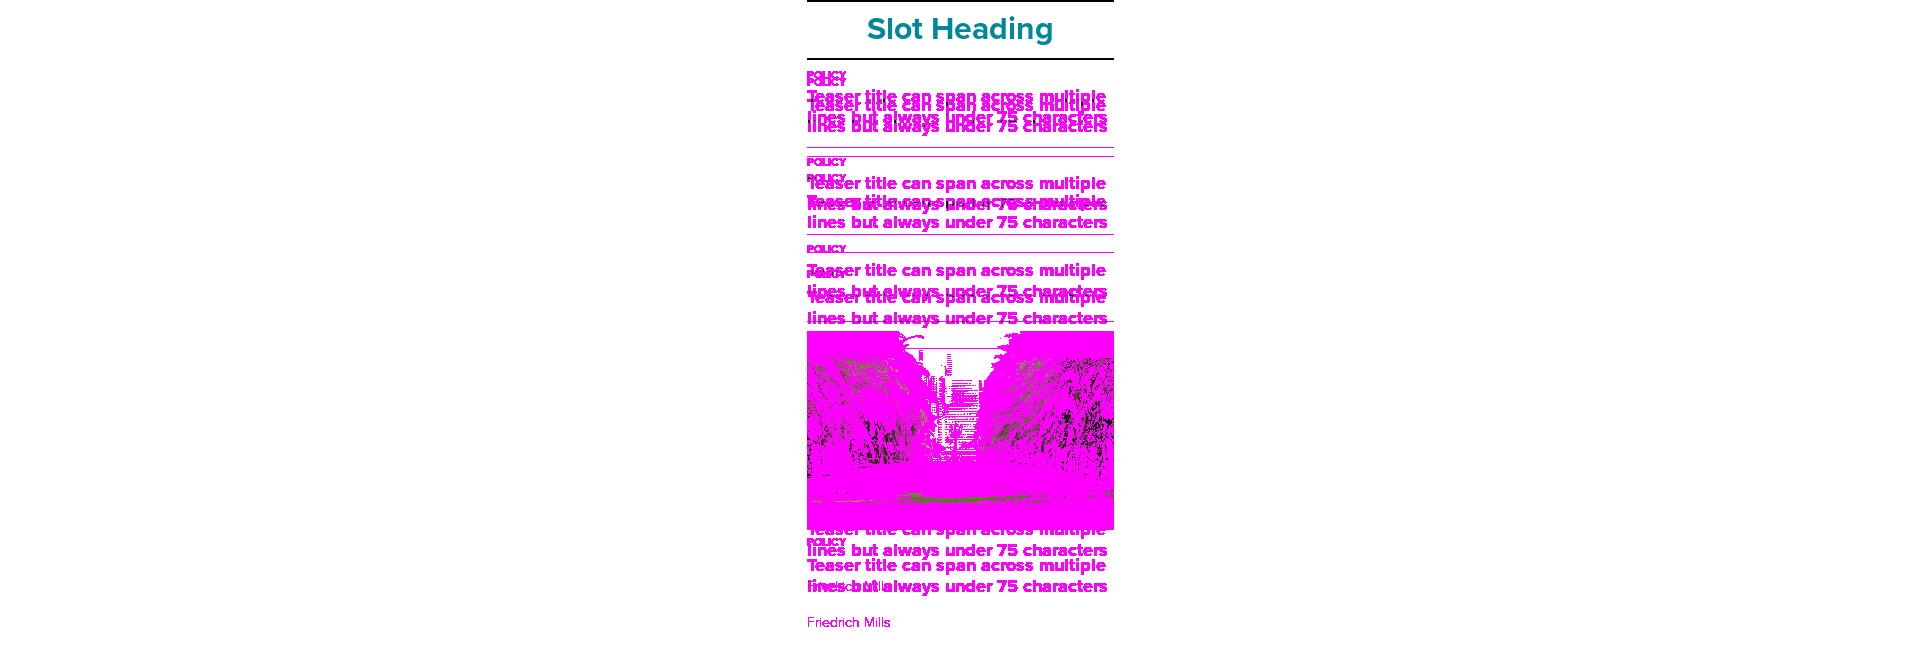 Slot Heading
POLICY
POLICY
Teaser title can span across multiple
Teaser title can span across multiple
lines but always under 75 characters
lines but always under 75 characters
POLICY
POLICY
Teaser title can span across multiple
Teaser title can span across multiple
lines but always under 75 characters
lines but always under 75 characters
POLICY
Teaser title can span across multiple
POLICY
lines but always under 75 characters
Teaser title can span across multiple
lines but always under 75 characters
Teaser title can span across multiple
POLICY
lines but always under 75 characters
Teaser title can span across multiple
lines but always under 75 characters
Friedrich Mills
Friedrich Mills